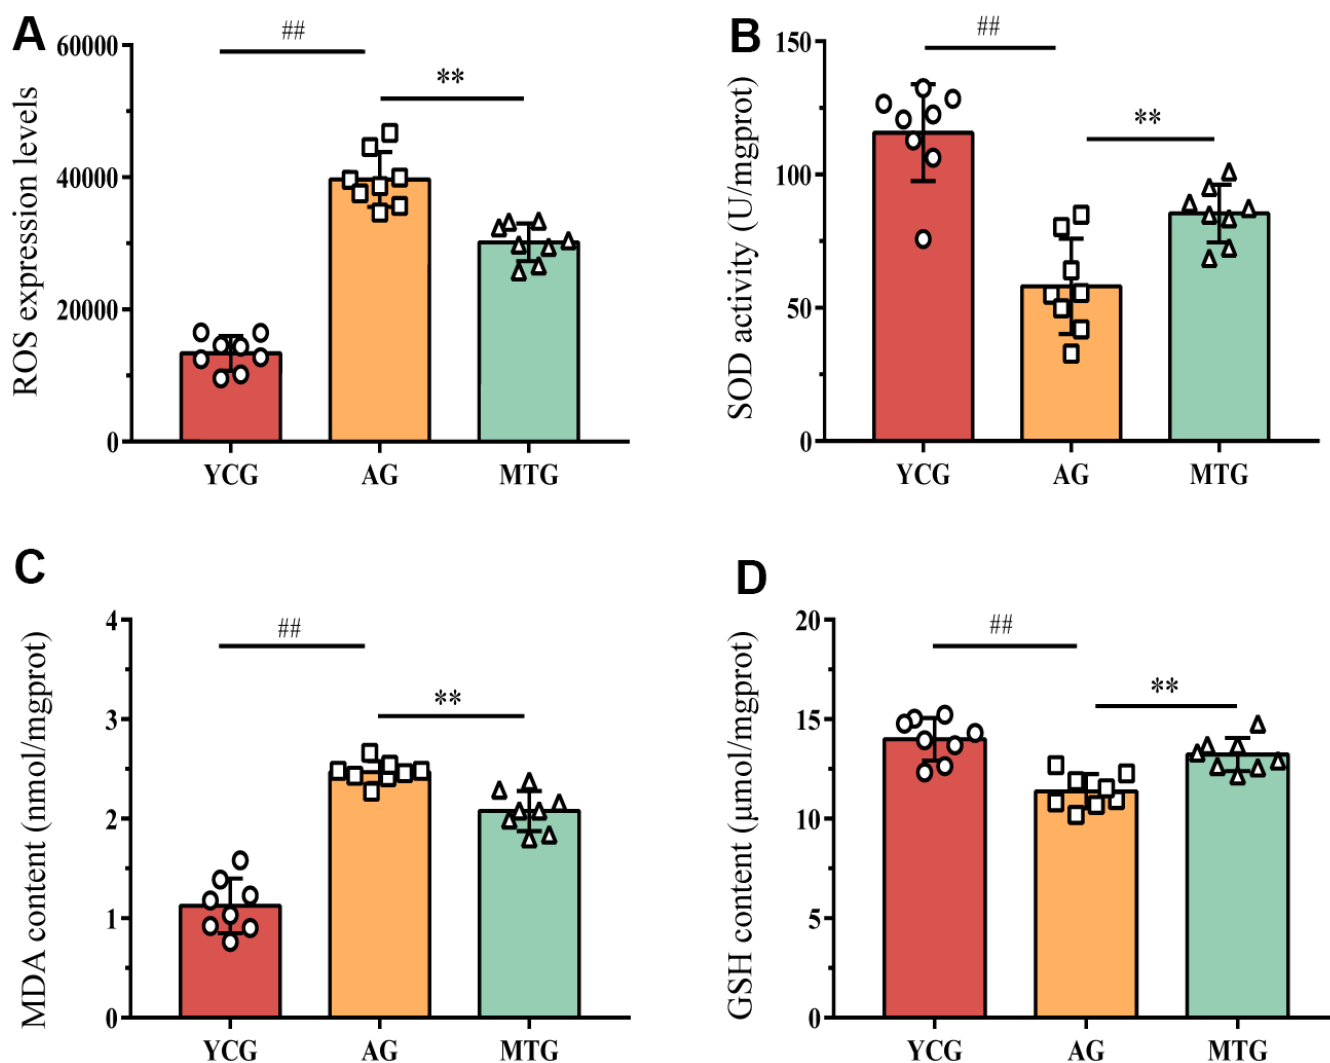 A
ROS expression levels
60000
40000
20000
0
##
**
YCG AG MTG
B
SOD activity (U/mgprot)
150
100
50
0
##
**
YCG AG MTG
C
MDA content (nmol/mgprot)
4
3
2
1
0
##
**
YCG AG MTG
D
GSH content (μmol/mgprot)
20
15
10
5
0
##
**
YCG AG MTG